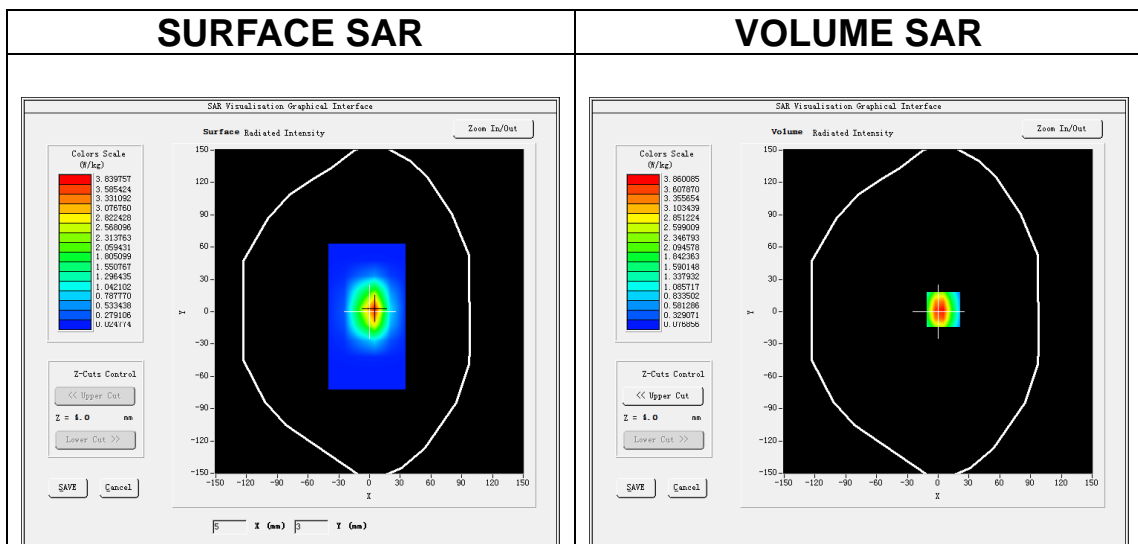 SURFACE SAR
VOLUME SAR
SAR Visualisation Graphical Interface
Surface Radiated Intensity
Zoom In/Out
Colors Scale
(W/kg)
3.839757
3.585424
3.331092
3.076760
2.822428
2.568096
2.313763
2.059431
1.805099
1.550767
1.296435
1.042102
0.787770
0.533438
0.279106
0.024774
150
120
90
60
30
0
-30
-60
-90
-120
-150
Y
-150 -120 -90 -60 -30 0 30 60 90 120 150
X
Z-Cuts Control
<< Upper Cut
Z = 4.0 mm
Lower Cut >>
SAVE
Cancel
5 X (mm) 3 Y (mm)
SAR Visualisation Graphical Interface
Volume Radiated Intensity
Zoom In/Out
Colors Scale
(W/kg)
3.860085
3.607870
3.355654
3.103439
2.851224
2.599009
2.346793
2.094578
1.842363
1.590148
1.337932
1.085717
0.833502
0.581286
0.329071
0.076856
150
120
90
60
30
0
-30
-60
-90
-120
-150
Y
-150 -120 -90 -60 -30 0 30 60 90 120 150
X
Z-Cuts Control
<< Upper Cut
Z = 4.0 mm
Lower Cut >>
SAVE
Cancel